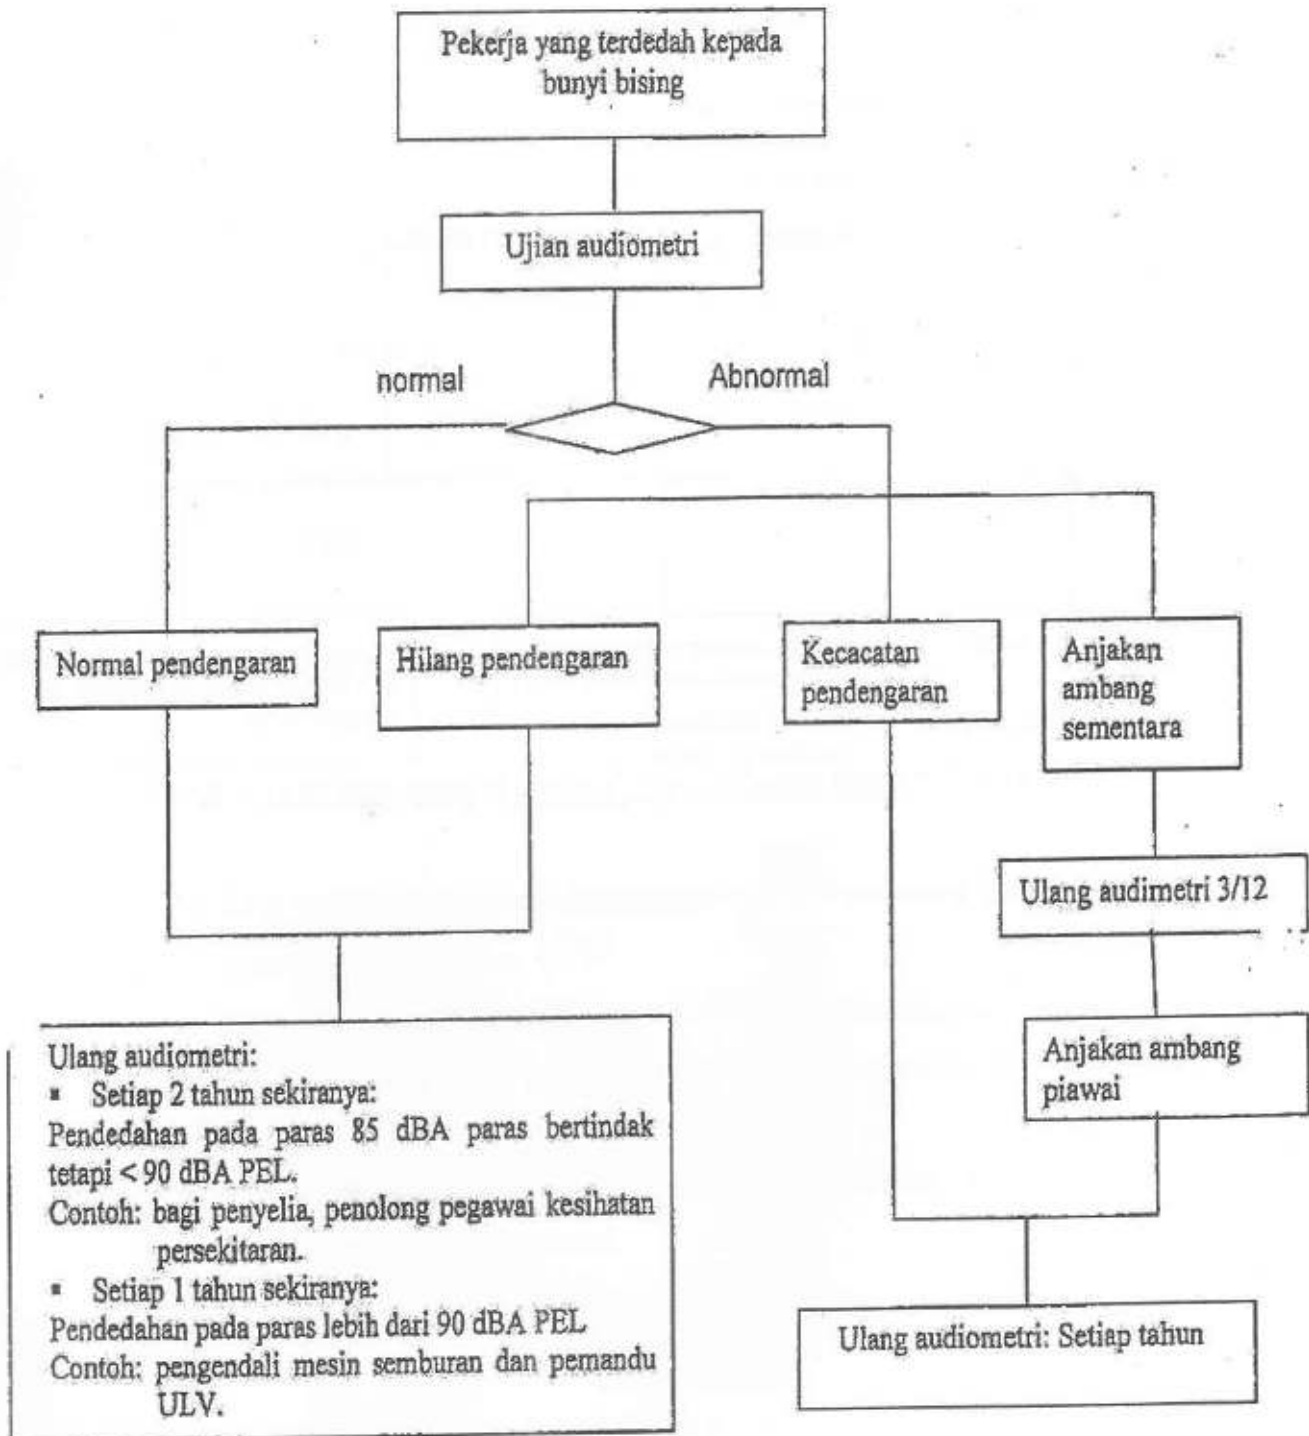 Pekerja yang terdedah kepada
bunyi bising
Ujian audiometri
normal
Abnormal
Normal pendengaran
Hilang pendengaran
Kecacatan
pendengaran
Anjakan
ambang
sementara
Ulang audimetri 3/12
Anjakan ambang
piawai
Ulang audiometri:
▪ Setiap 2 tahun sekiranya:
Pendedahan pada paras 85 dBA paras bertindak
tetapi < 90 dBA PEL.
Contoh: bagi penyelia, penolong pegawai kesihatan
persekitaran.
▪ Setiap 1 tahun sekiranya:
Pendedahan pada paras lebih dari 90 dBA PEL
Contoh: pengendali mesin semburan dan pemandu
ULV.
Ulang audiometri: Setiap tahun